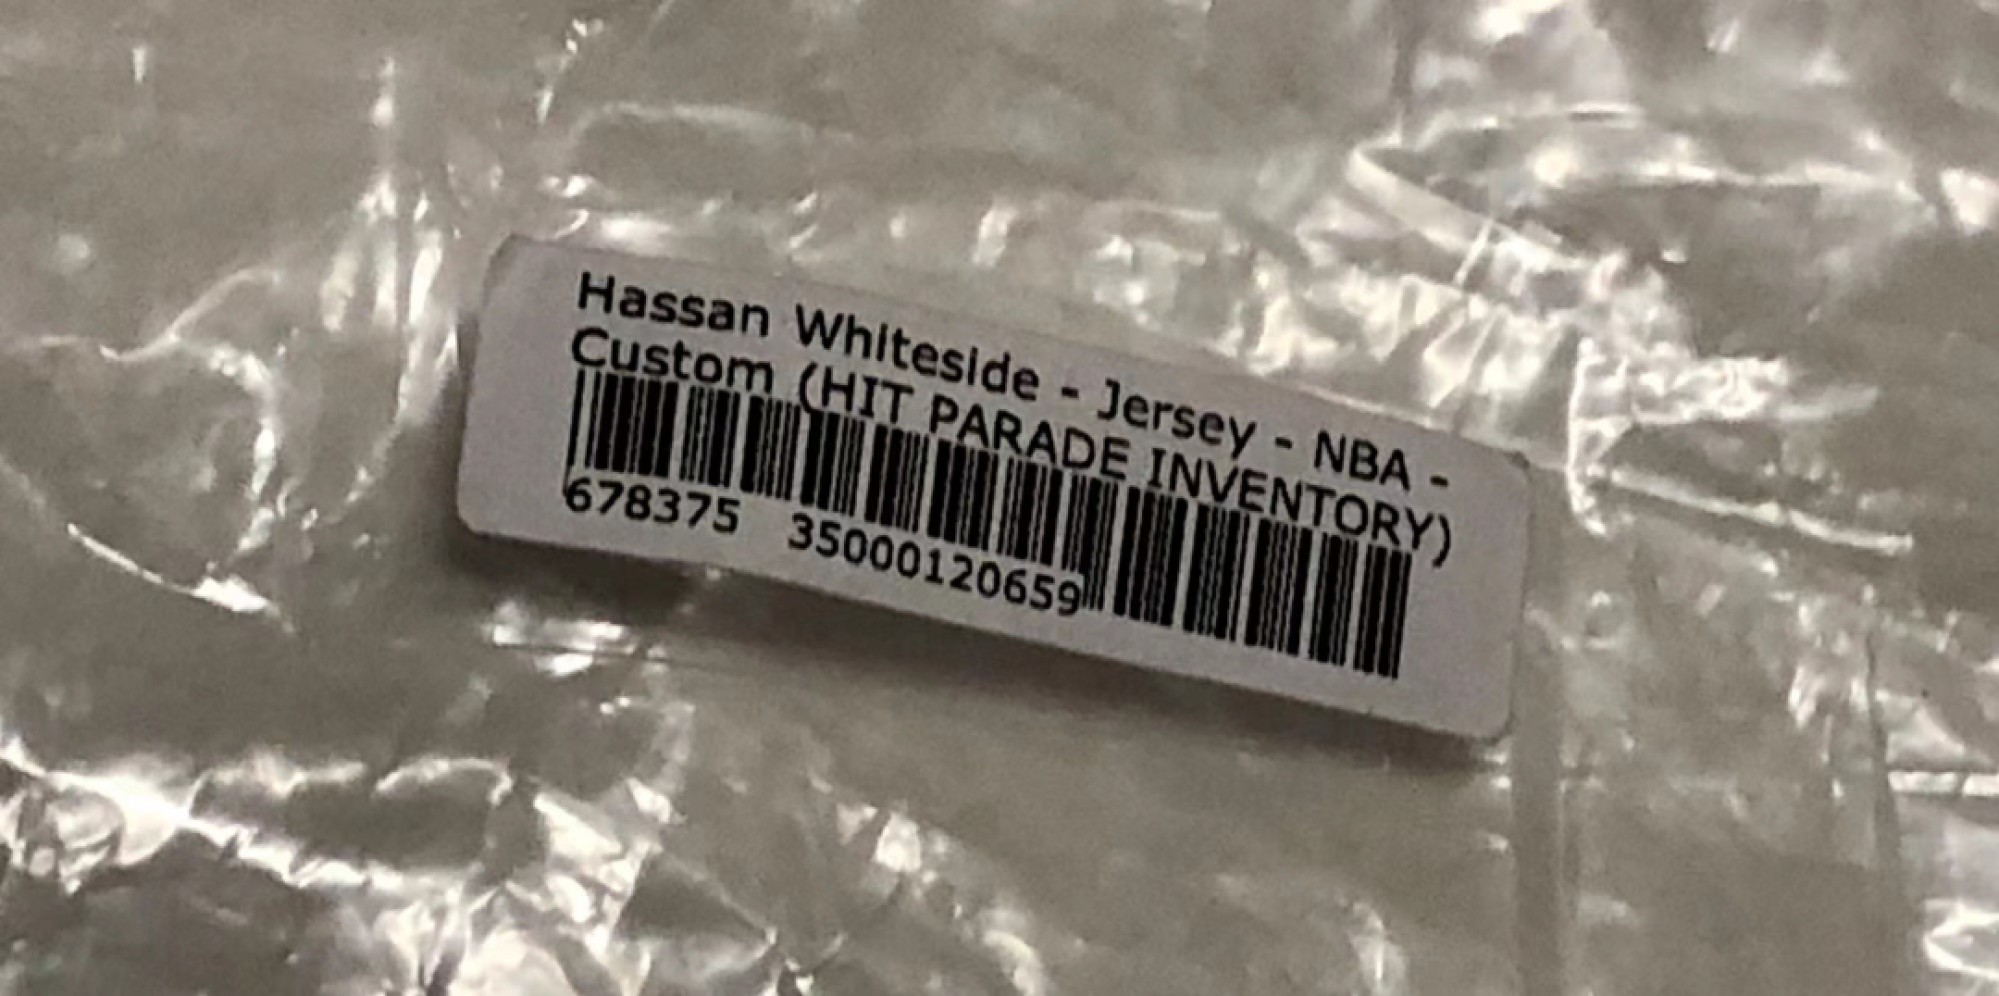 Hassan Whiteside - Jersey - NBA -
Custom (HIT PARADE INVENTORY)
678375 35000120659